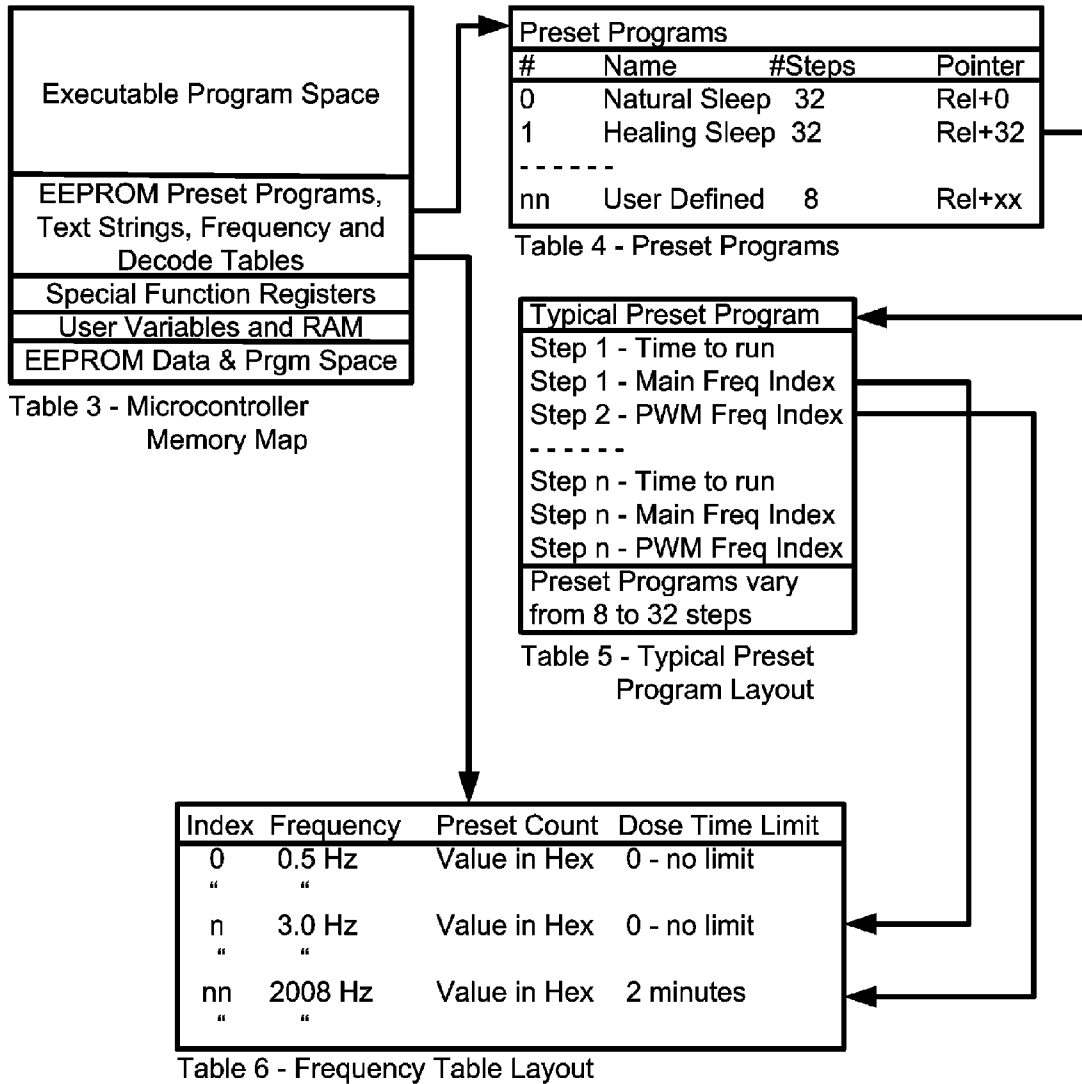 Executable Program Space
EEPROM Preset Programs,
Text Strings, Frequency and
Decode Tables
Special Function Registers
User Variables and RAM
EEPROM Data & Prgm Space
Table 3 - Microcontroller
Memory Map
Preset Programs
# Name #Steps Pointer
0 Natural Sleep 32 Rel+0
1 Healing Sleep 32 Rel+32
- - - - - -
nn User Defined 8 Rel+xx
Table 4 - Preset Programs
Typical Preset Program
Step 1 - Time to run
Step 1 - Main Freq Index
Step 2 - PWM Freq Index
- - - - - -
Step n - Time to run
Step n - Main Freq Index
Step n - PWM Freq Index
Preset Programs vary
from 8 to 32 steps
Table 5 - Typical Preset
Program Layout
Index Frequency Preset Count Dose Time Limit
0 0.5 Hz Value in Hex 0 - no limit
“ “
n 3.0 Hz Value in Hex 0 - no limit
“ “
nn 2008 Hz Value in Hex 2 minutes
“ “
Table 6 - Frequency Table Layout